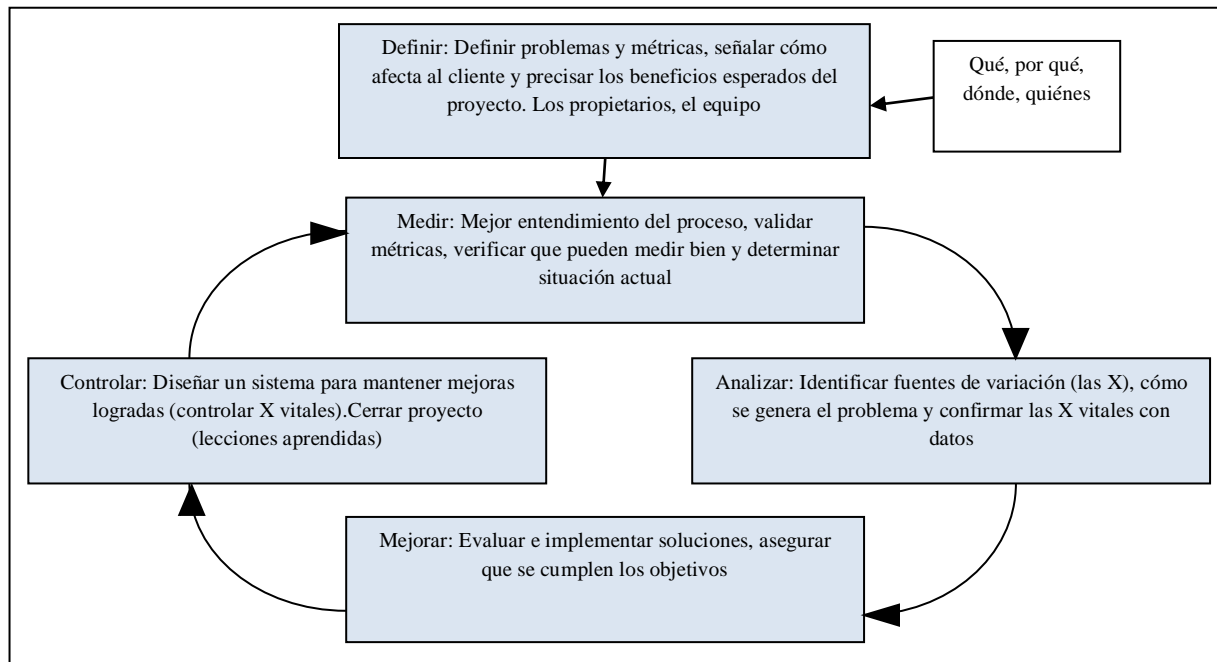 Definir: Definir problemas y métricas, señalar cómo
afecta al cliente y precisar los beneficios esperados del
proyecto. Los propietarios, el equipo
Qué, por qué,
dónde, quiénes
Medir: Mejor entendimiento del proceso, validar
métricas, verificar que pueden medir bien y determinar
situación actual
Controlar: Diseñar un sistema para mantener mejoras
logradas (controlar X vitales).Cerrar proyecto
(lecciones aprendidas)
Analizar: Identificar fuentes de variación (las X), cómo
se genera el problema y confirmar las X vitales con
datos
Mejorar: Evaluar e implementar soluciones, asegurar
que se cumplen los objetivos